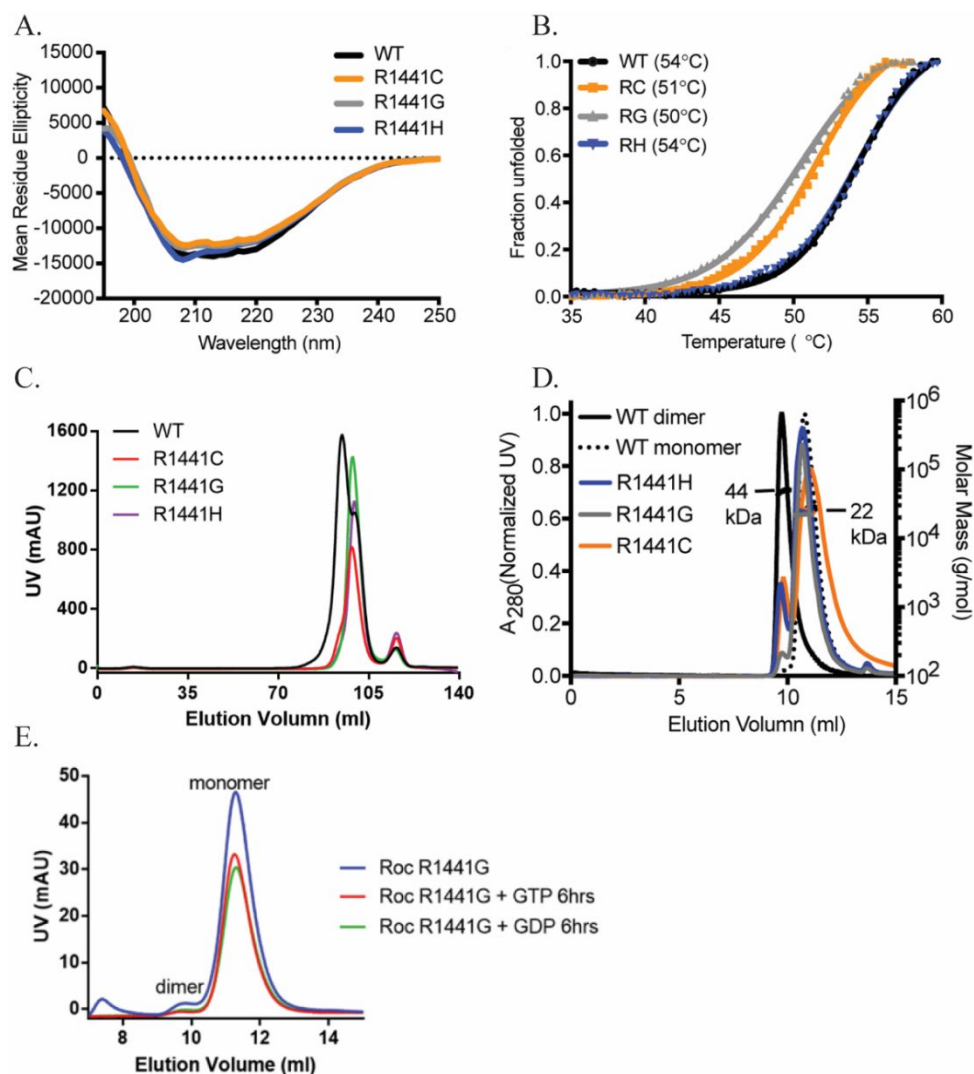 A.
15000
10000
5000
0
-5000
-10000
-15000
-20000
Mean Residue Ellipticity
WT
R1441C
R1441G
R1441H
200 210 220 230 240 250
Wavelength (nm)
B.
1.0
0.8
0.6
0.4
0.2
0.0
Fraction unfolded
WT (54°C)
RC (51°C)
RG (50°C)
RH (54°C)
35 40 45 50 55 60
Temperature ( °C)
C.
1600
1200
800
400
0
UV (mAU)
WT
R1441C
R1441G
R1441H
0 35 70 105 140
Elution Volumn (ml)
D.
1.0
0.8
0.6
0.4
0.2
0.0
A280(Normalized UV)
WT dimer
WT monomer
R1441H
R1441G
R1441C
44
kDa
22
kDa
10⁶
10⁵
10⁴
10³
10²
Molar Mass (g/mol)
0 5 10 15
Elution Volumn (ml)
E.
50
40
30
20
10
0
UV (mAU)
monomer
dimer
Roc R1441G
Roc R1441G + GTP 6hrs
Roc R1441G + GDP 6hrs
8 10 12 14
Elution Volume (ml)